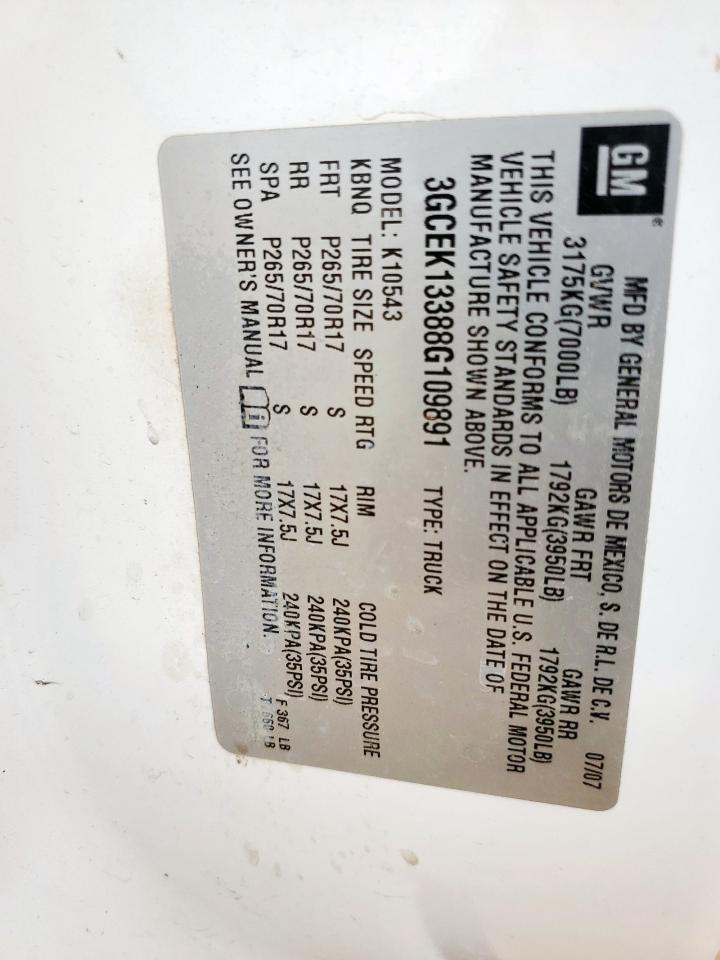 GM ®
MFD BY GENERAL MOTORS DE MEXICO, S. DE R.L. DE C.V. 07/07
GVWR GAWR FRT GAWR RR
3175KG(7000LB) 1792KG(3950LB) 1792KG(3950LB)
THIS VEHICLE CONFORMS TO ALL APPLICABLE U.S. FEDERAL MOTOR
VEHICLE SAFETY STANDARDS IN EFFECT ON THE DATE OF
MANUFACTURE SHOWN ABOVE.
3GCEK13388G109891 TYPE: TRUCK
MODEL: K10543
KBNQ TIRE SIZE SPEED RTG RIM COLD TIRE PRESSURE
FRT P265/70R17 S 17X7.5J 240KPA(35PSI)
RR P265/70R17 S 17X7.5J 240KPA(35PSI)
SPA P265/70R17 S 17X7.5J 240KPA(35PSI)
SEE OWNER'S MANUAL FOR MORE INFORMATION.
F 367 LB
LB